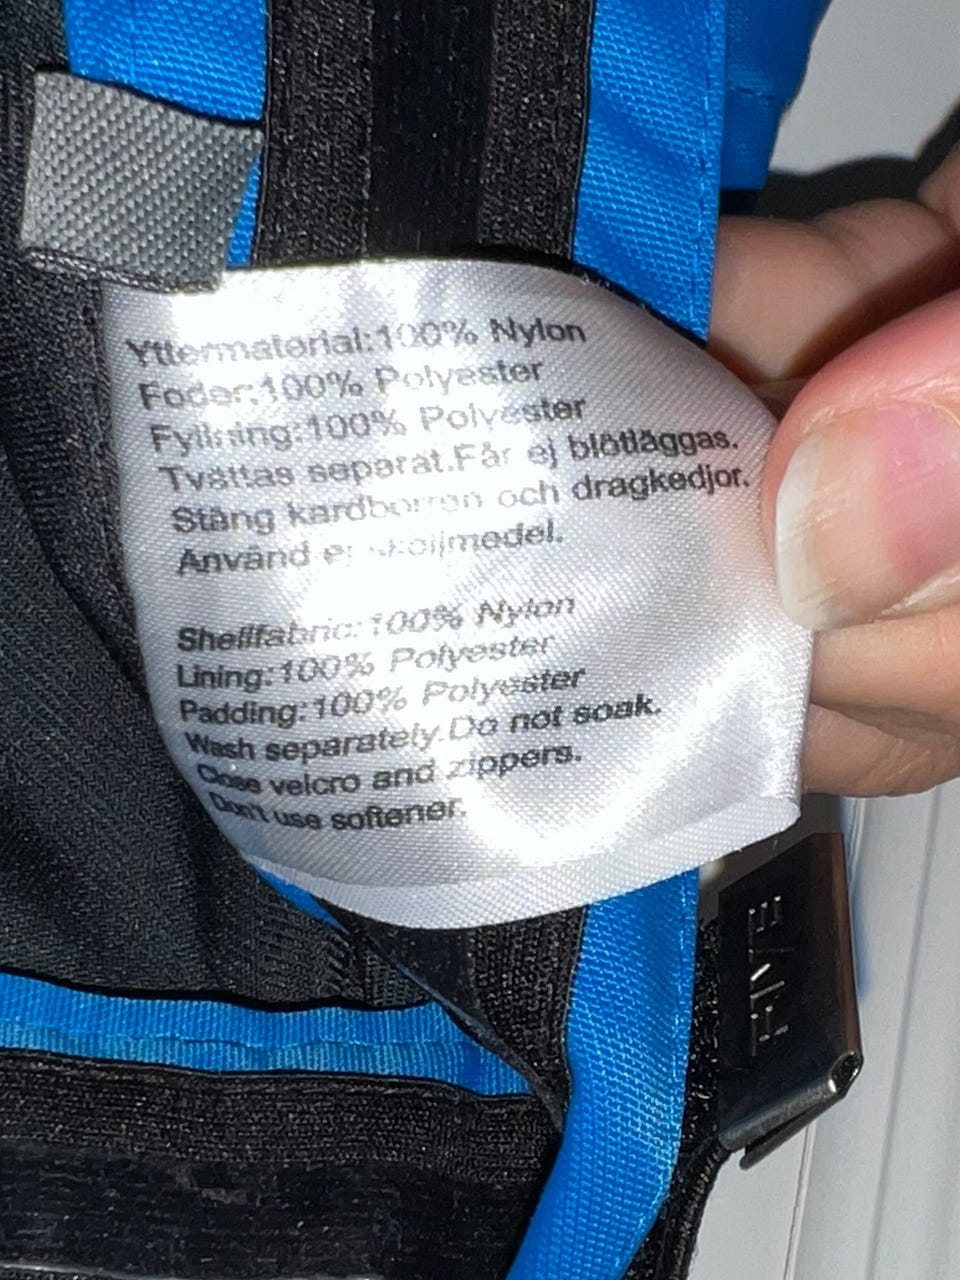 Yttermaterial:100% Nylon
Foder:100% Polyester
Fyllning:100% Polyester
Tvättas separat.Får ej blötläggas.
Stäng kardborren och dragkedjor.
Använd ej sköljmedel.
Shellfabric:100% Nylon
Lining:100% Polyester
Padding:100% Polyester
Wash separately.Do not soak.
Close velcro and zippers.
Don't use softener.
FIVE